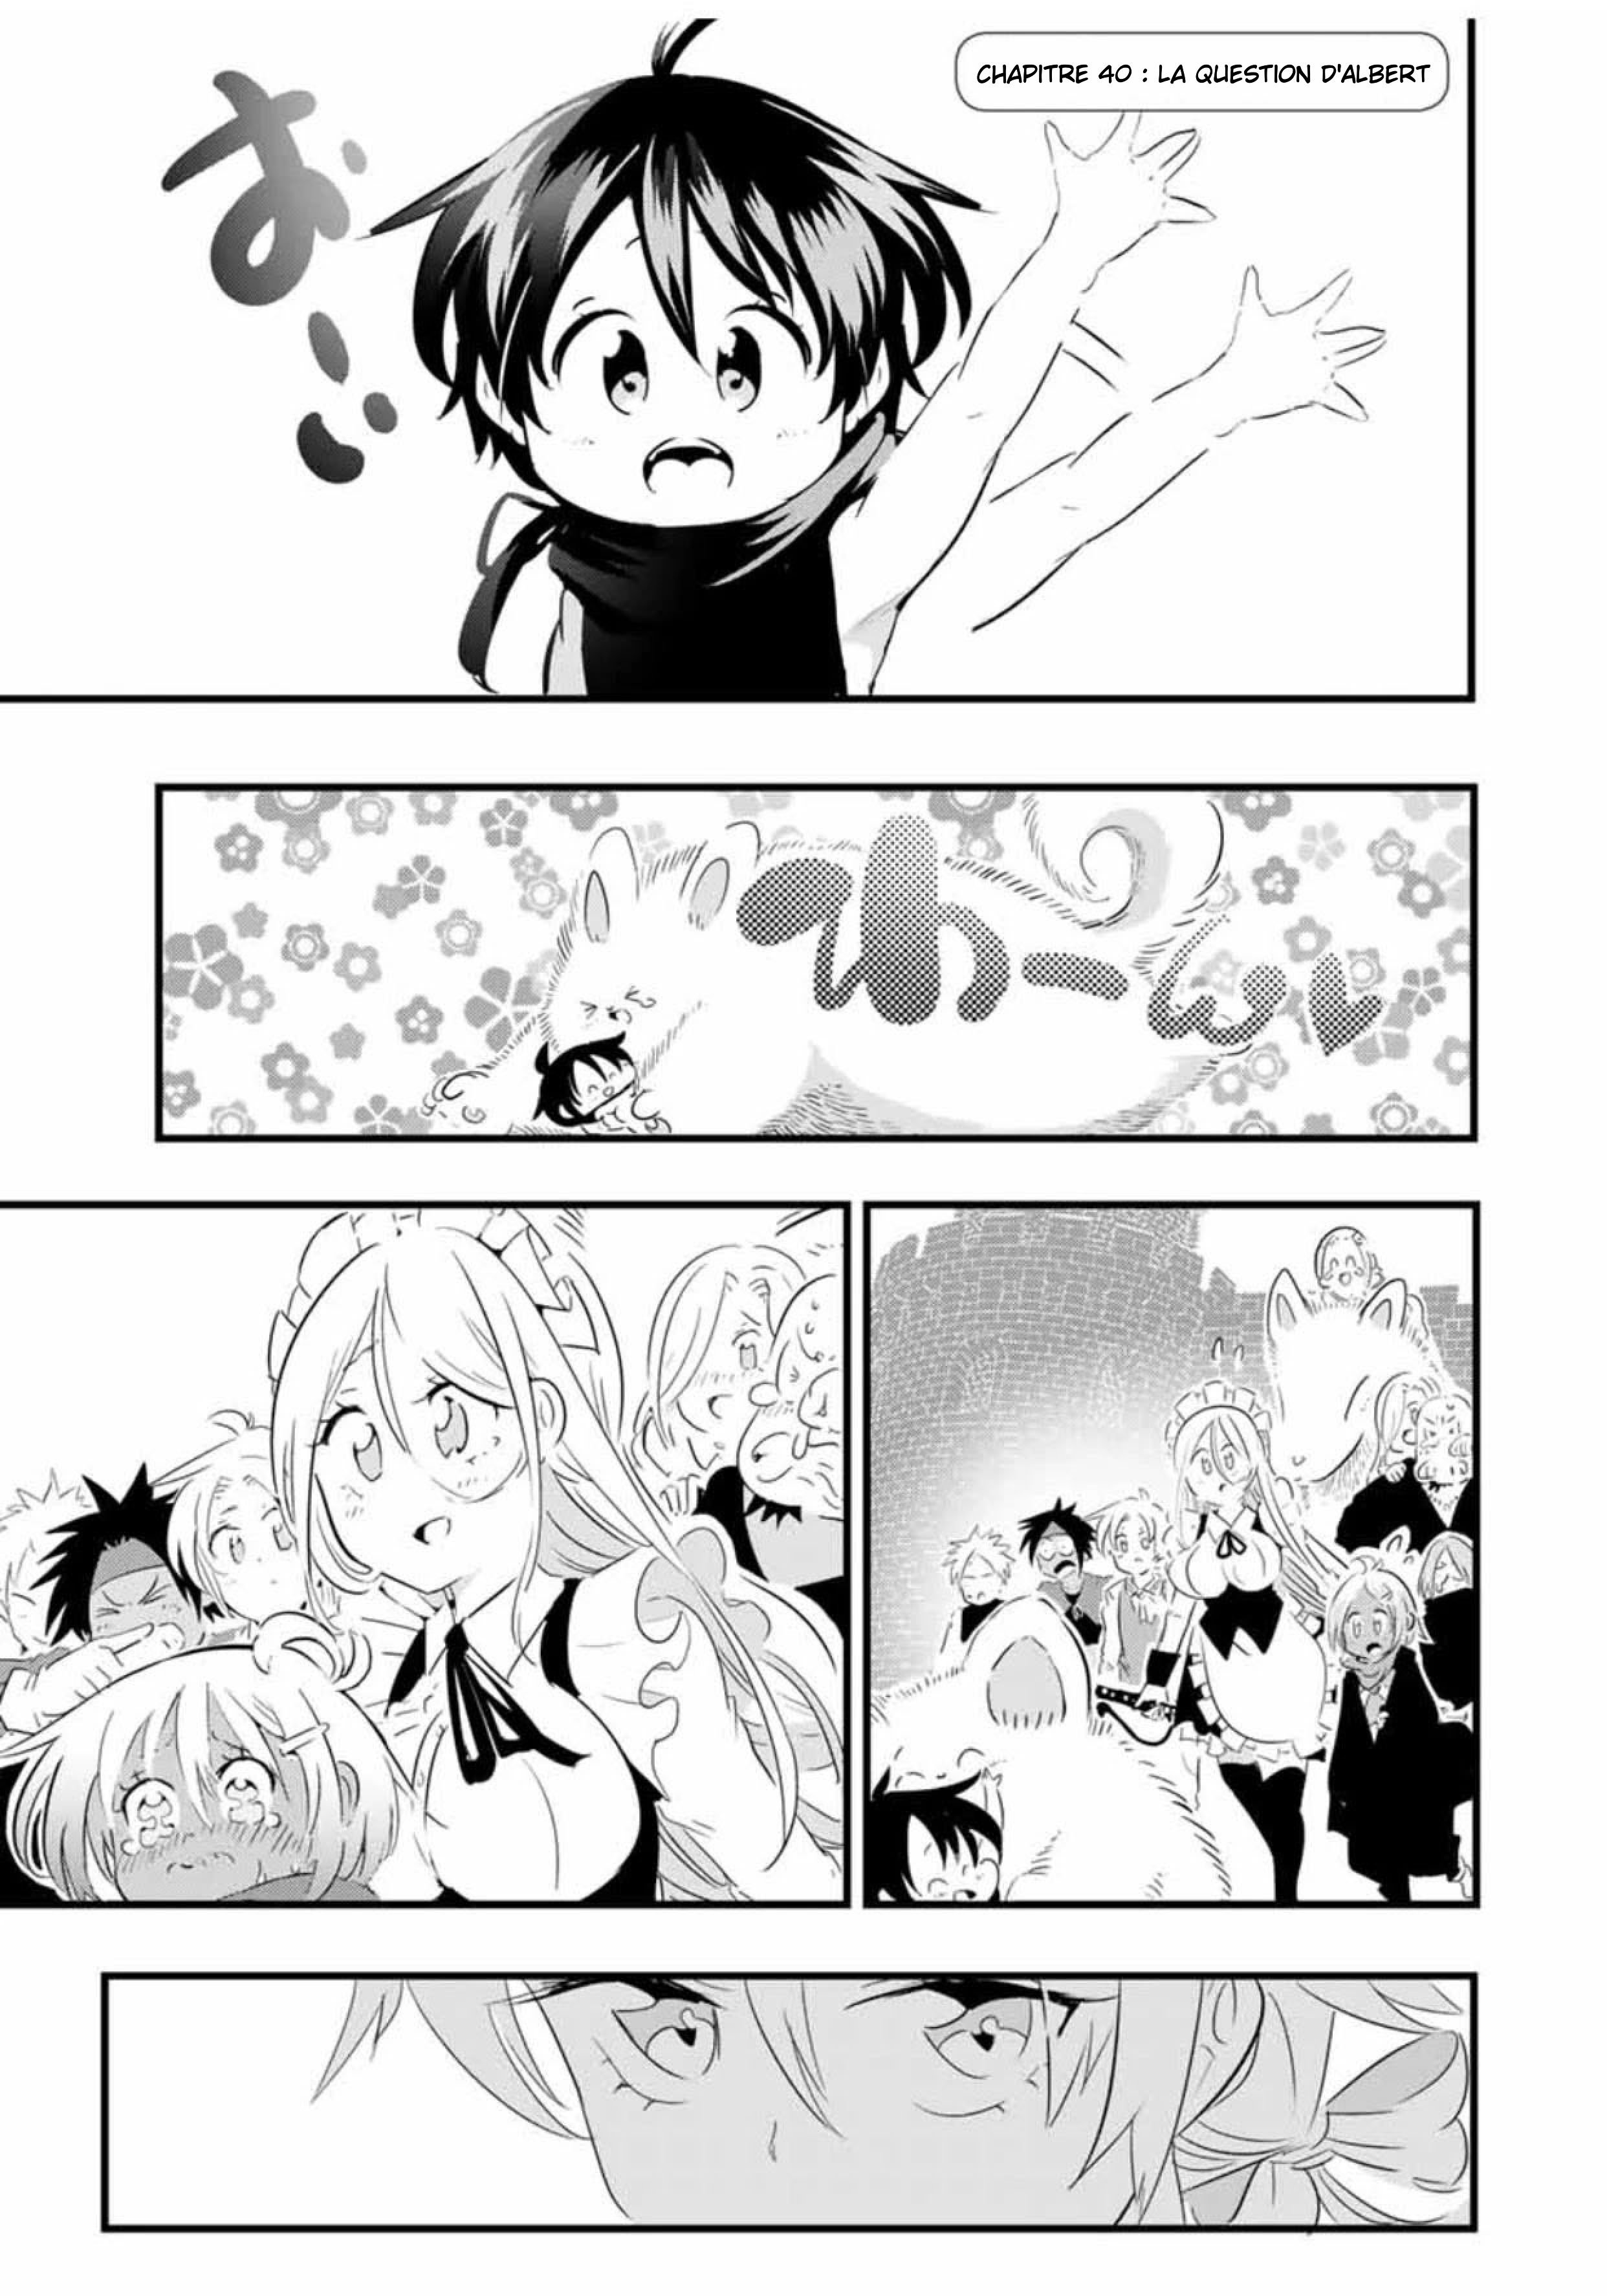 CHAPITRE 40 : LA QUESTION D'ALBERT
お〰い
わーん♥